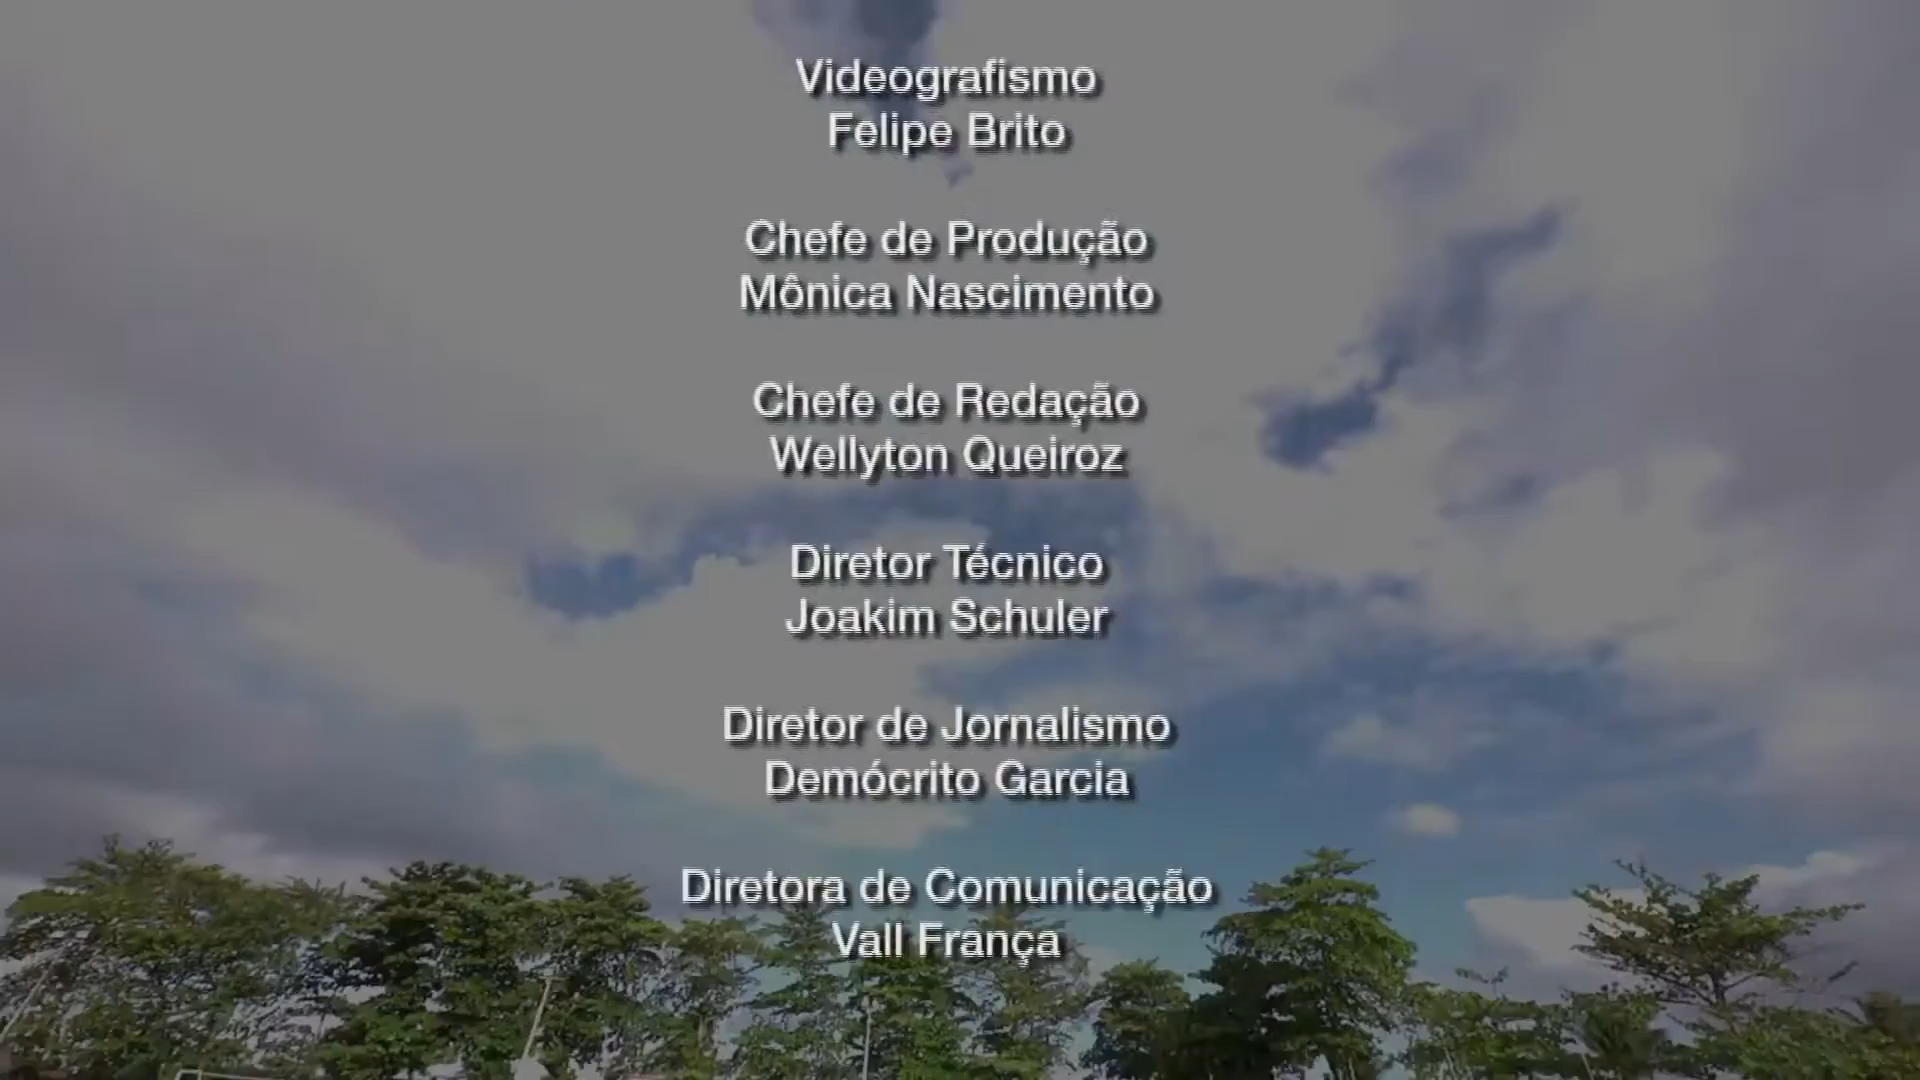 Videografismo
Felipe Brito
Chefe de Produção
Mônica Nascimento
Chefe de Redação
Wellyton Queiroz
Diretor Técnico
Joakim Schuler
Diretor de Jornalismo
Demócrito Garcia
Diretora de Comunicação
Vall França